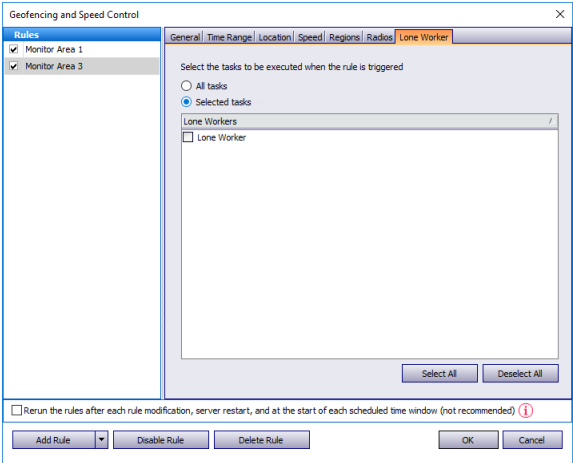 Geofencing and Speed Control
Rules
Monitor Area 1
Monitor Area 3
General Time Range Location Speed Regions Radios Lone Worker
Select the tasks to be executed when the rule is triggered
All tasks
Selected tasks
Lone Workers
Lone Worker
Select All Deselect All
Rerun the rules after each rule modification, server restart, and at the start of each scheduled time window (not recommended)
Add Rule Disable Rule Delete Rule OK Cancel